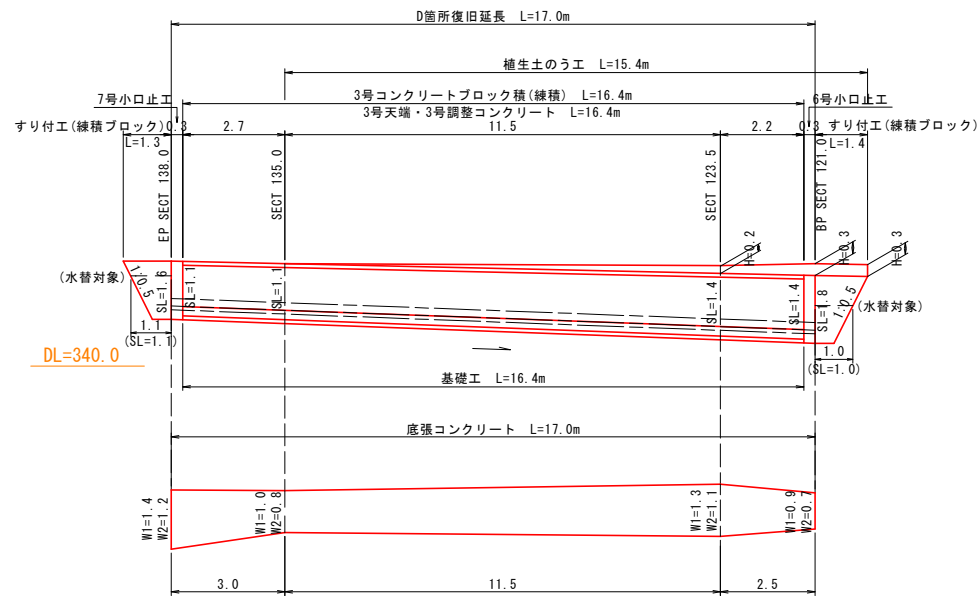 D箇所復旧延長 L=17.0m
植生土のう工 L=15.4m
7号小口止工
3号コンクリートブロック積(練積) L=16.4m
6号小口止工
3号天端・3号調整コンクリート L=16.4m
すり付工(練積ブロック)
0.3
2.7
11.5
2.2
0.3
すり付工(練積ブロック)
L=1.3
L=1.4
EP SECT 138.0
SECT 135.0
SECT 123.5
BP SECT 121.0
H=0.2
H=0.3
H=0.3
(水替対象)
1:0.5
SL=1.6
SL=1.1
SL=1.1
SL=1.4
SL=1.4
SL=1.8
1:0.5
(水替対象)
1.1
(SL=1.1)
1.0
(SL=1.0)
DL=340.0
基礎工 L=16.4m
底張コンクリート L=17.0m
W1=1.4
W2=1.2
W1=1.0
W2=0.8
W1=1.3
W2=1.1
W1=0.9
W2=0.7
3.0
11.5
2.5